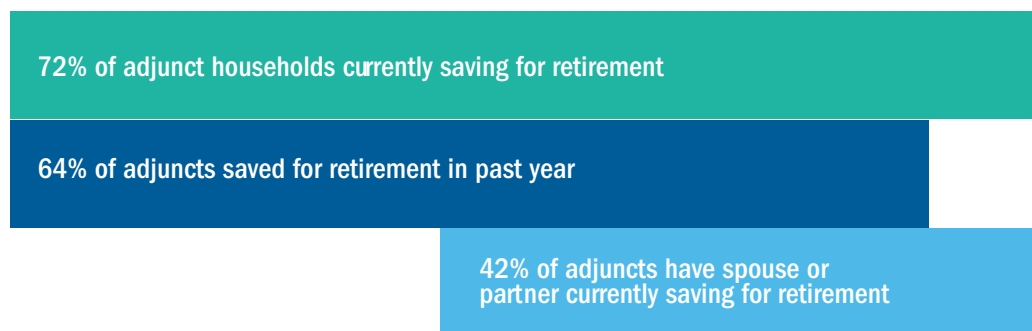 72% of adjunct households currently saving for retirement
64% of adjuncts saved for retirement in past year
42% of adjuncts have spouse or
partner currently saving for retirement